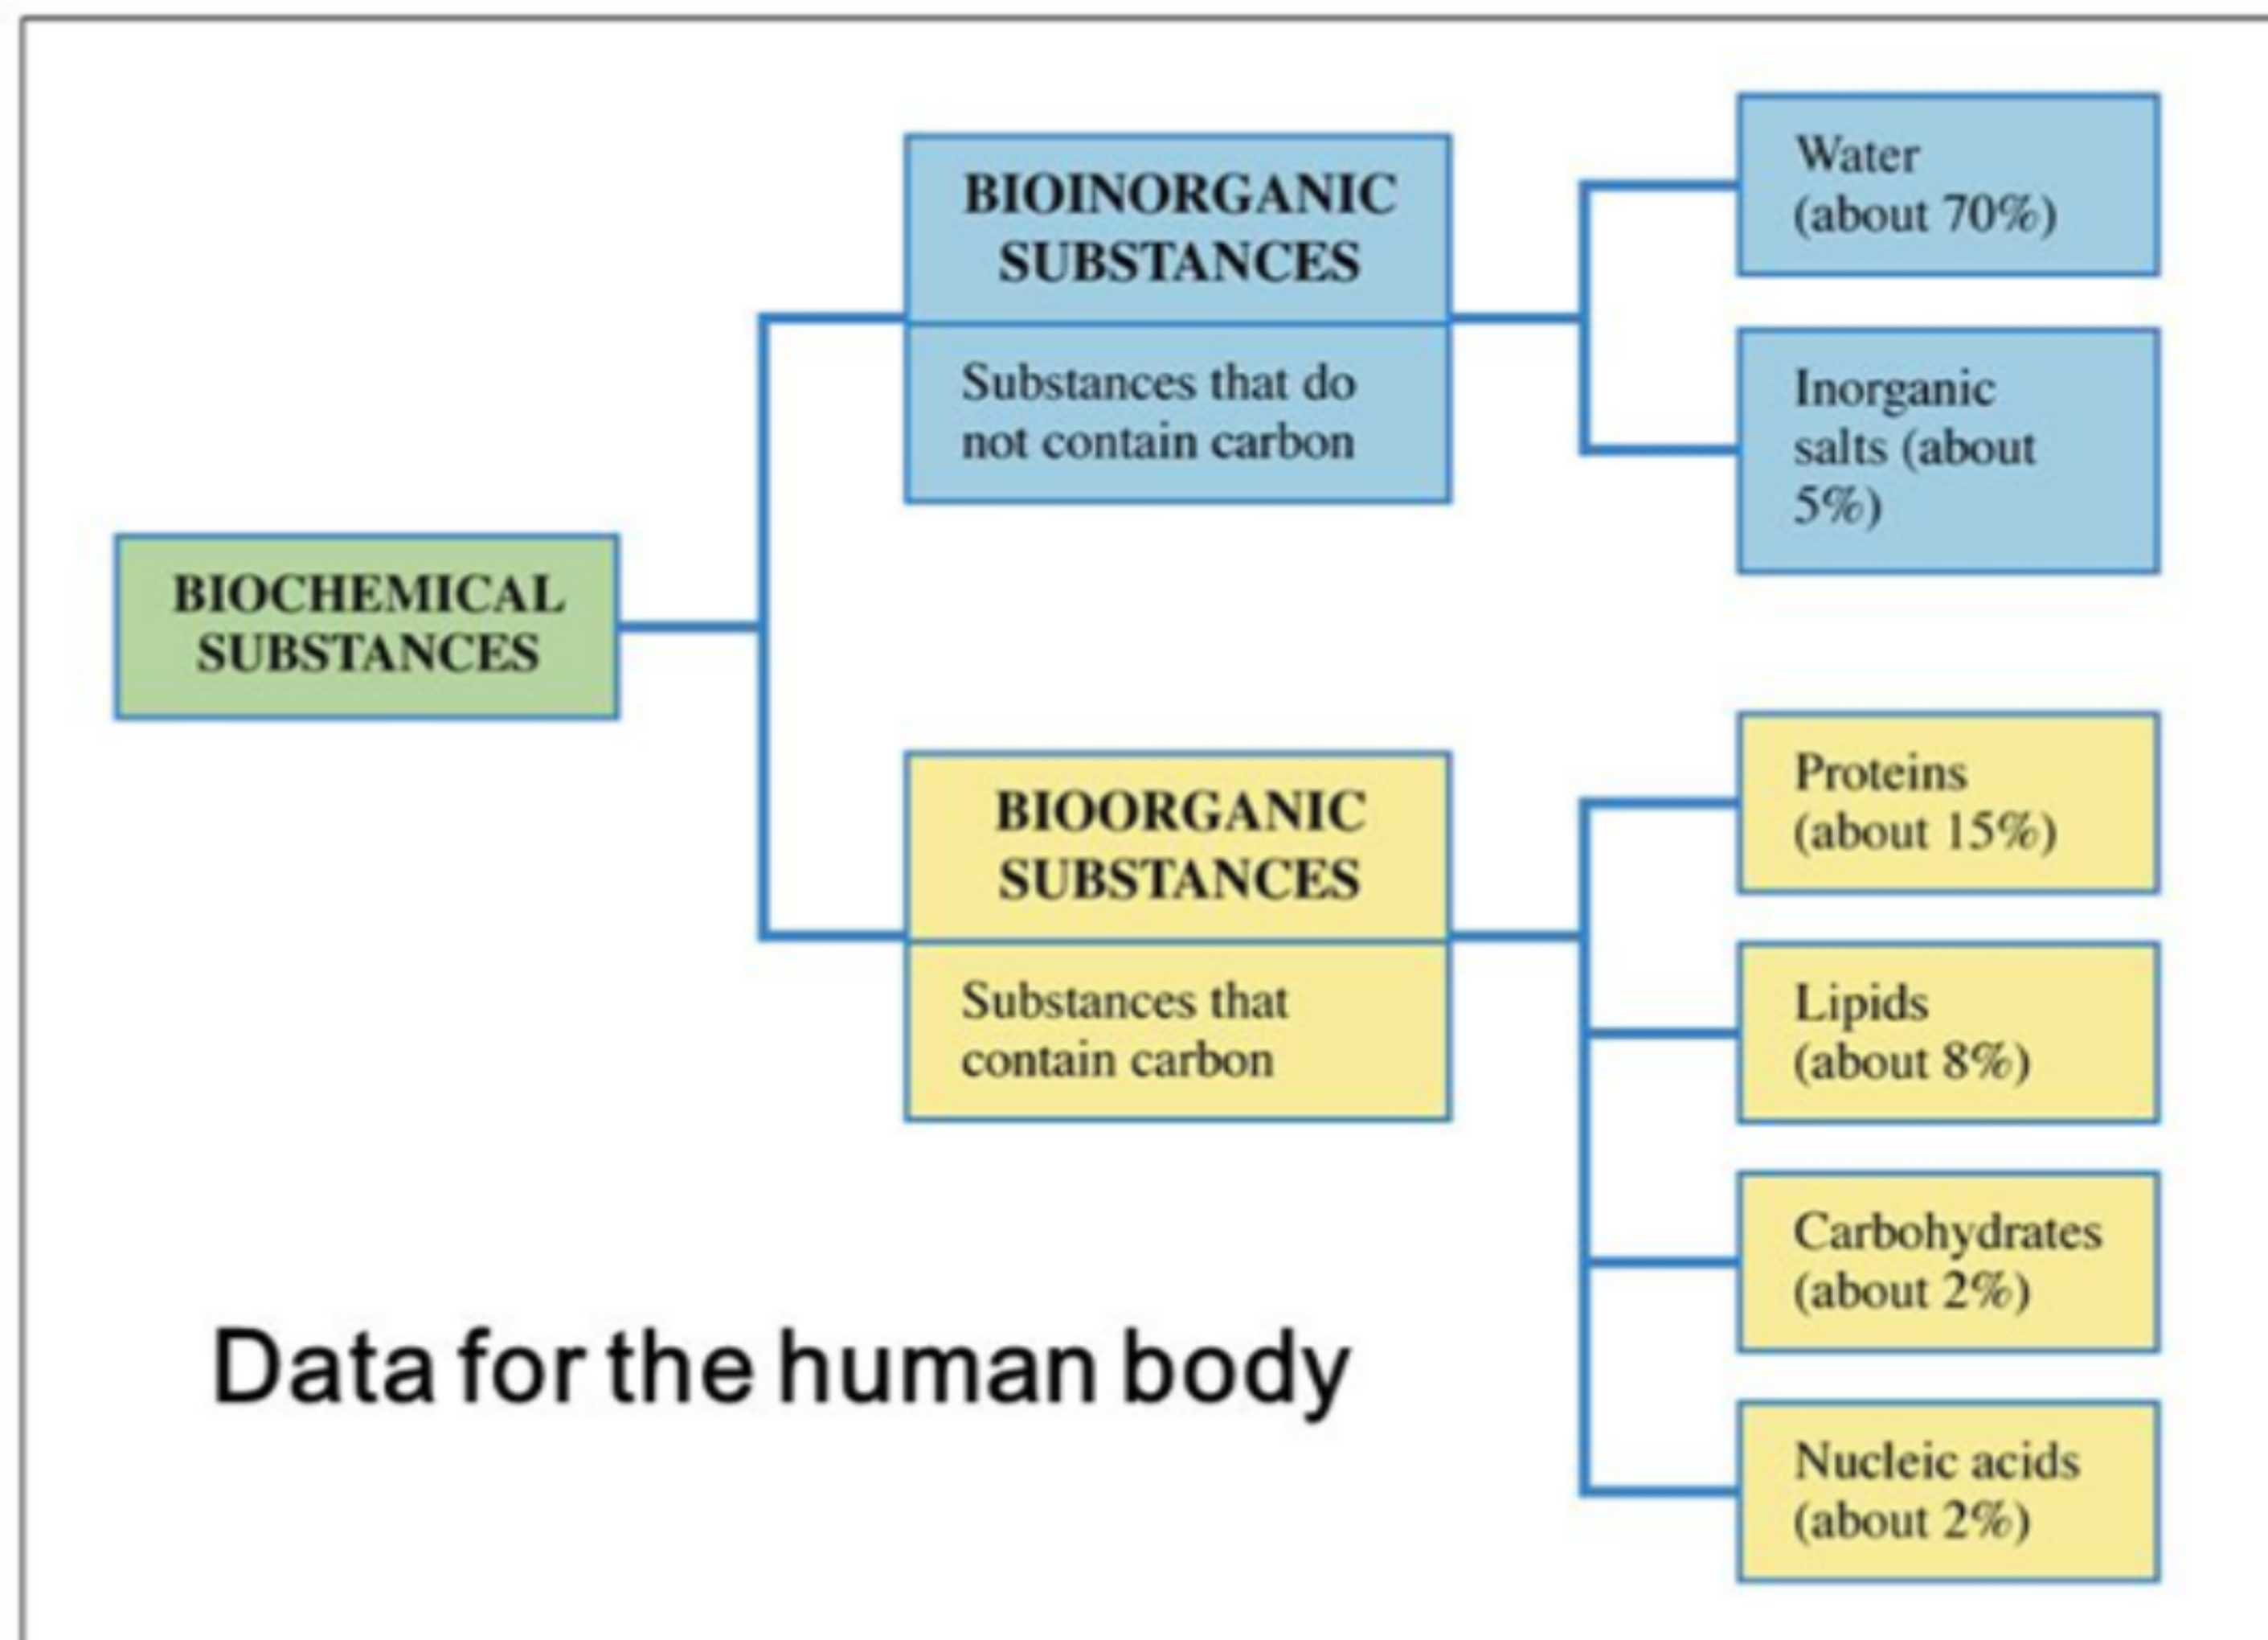 BIOCHEMICAL
SUBSTANCES
BIOINORGANIC
SUBSTANCES
Substances that do
not contain carbon
Water
(about 70%)
Inorganic
salts (about
5%)
BIOORGANIC
SUBSTANCES
Substances that
contain carbon
Proteins
(about 15%)
Lipids
(about 8%)
Carbohydrates
(about 2%)
Nucleic acids
(about 2%)
Data for the human body